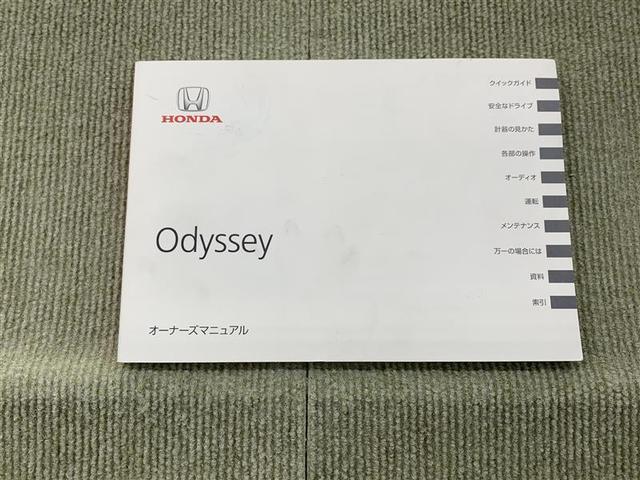 HONDA
Odyssey
オーナーズマニュアル
クイックガイド
安全なドライブ
計器の見かた
各部の操作
オーディオ
運転
メンテナンス
万一の場合には
資料
索引